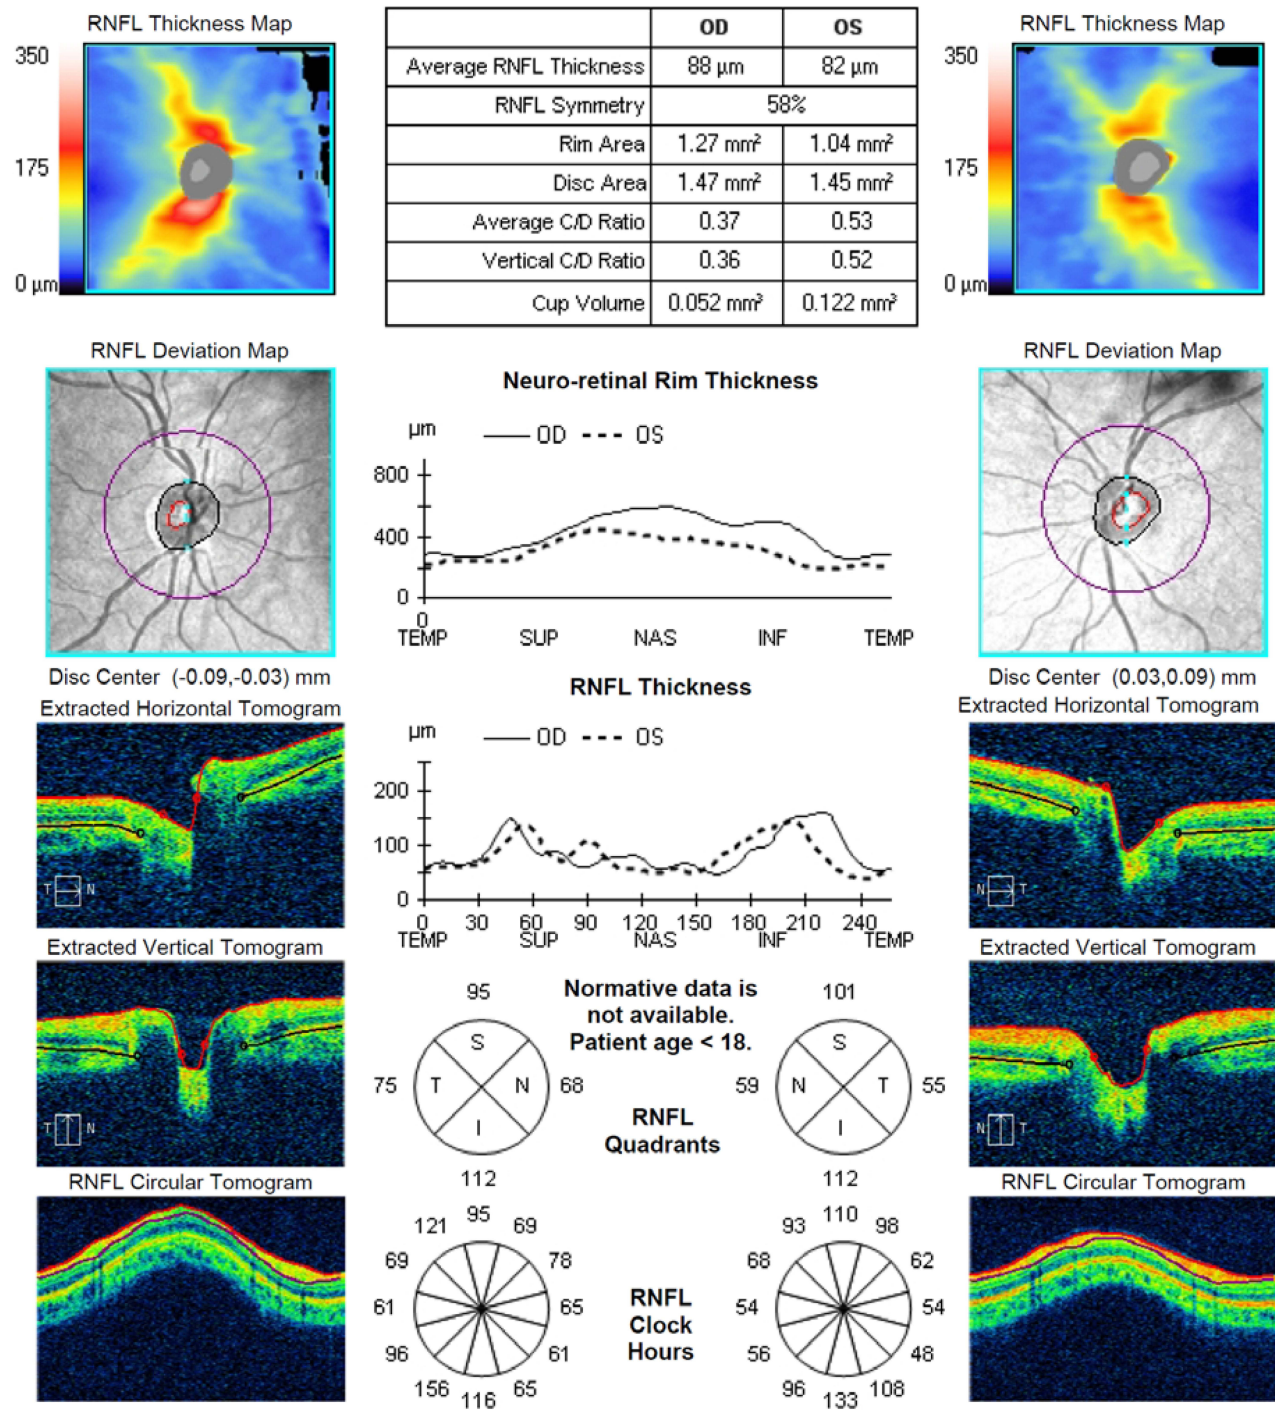 RNFL Thickness Map
350
175
0 µm
OD OS
Average RNFL Thickness 88 µm 82 µm
RNFL Symmetry 58%
Rim Area 1.27 mm² 1.04 mm²
Disc Area 1.47 mm² 1.45 mm²
Average C/D Ratio 0.37 0.53
Vertical C/D Ratio 0.36 0.52
Cup Volume 0.052 mm³ 0.122 mm³
RNFL Thickness Map
350
175
0 µm
RNFL Deviation Map
Disc Center (-0.09,-0.03) mm
Neuro-retinal Rim Thickness
µm OD OS
800
400
0
0
TEMP SUP NAS INF TEMP
RNFL Deviation Map
Disc Center (0.03,0.09) mm
Extracted Horizontal Tomogram
T N
RNFL Thickness
µm OD OS
200
100
0
0 30 60 90 120 150 180 210 240
TEMP SUP NAS INF TEMP
Extracted Horizontal Tomogram
N T
Extracted Vertical Tomogram
T N
95
S
75 T N 68
I
112
Normative data is
not available.
Patient age < 18.
RNFL
Quadrants
101
S
59 N T 55
I
112
Extracted Vertical Tomogram
N T
RNFL Circular Tomogram
95
121 69
69 78
61 65
96 61
156 65
116
RNFL
Clock
Hours
110
93 98
68 62
54 54
56 48
96 108
133
RNFL Circular Tomogram